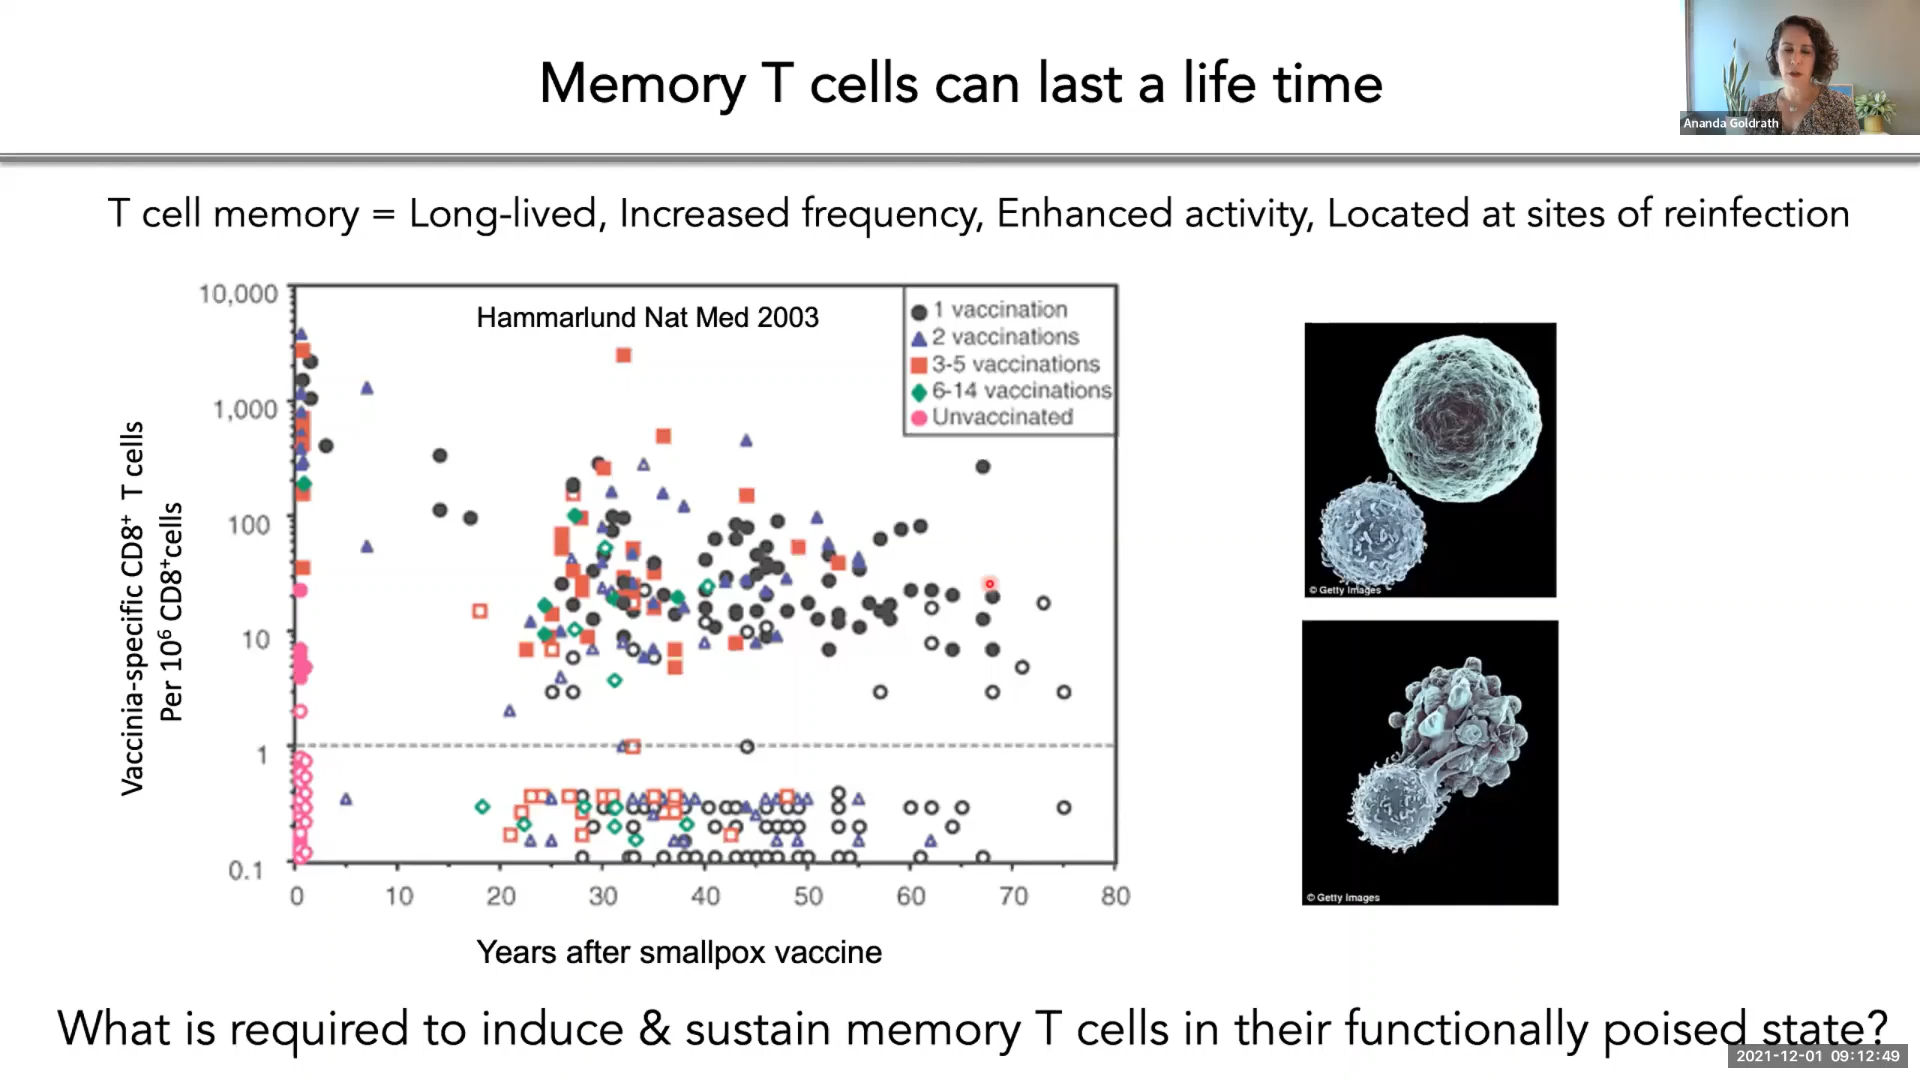 Memory T cells can last a life time
Ananda Goldrath
T cell memory = Long-lived, Increased frequency, Enhanced activity, Located at sites of reinfection
Vaccinia-specific CD8⁺ T cells
Per 10⁶ CD8⁺cells
10,000
1,000
100
10
1
0.1
Hammarlund Nat Med 2003
1 vaccination
2 vaccinations
3-5 vaccinations
6-14 vaccinations
Unvaccinated
0 10 20 30 40 50 60 70 80
Years after smallpox vaccine
© Getty Images
© Getty Images
What is required to induce & sustain memory T cells in their functionally poised state?
2021-12-01 09:12:49